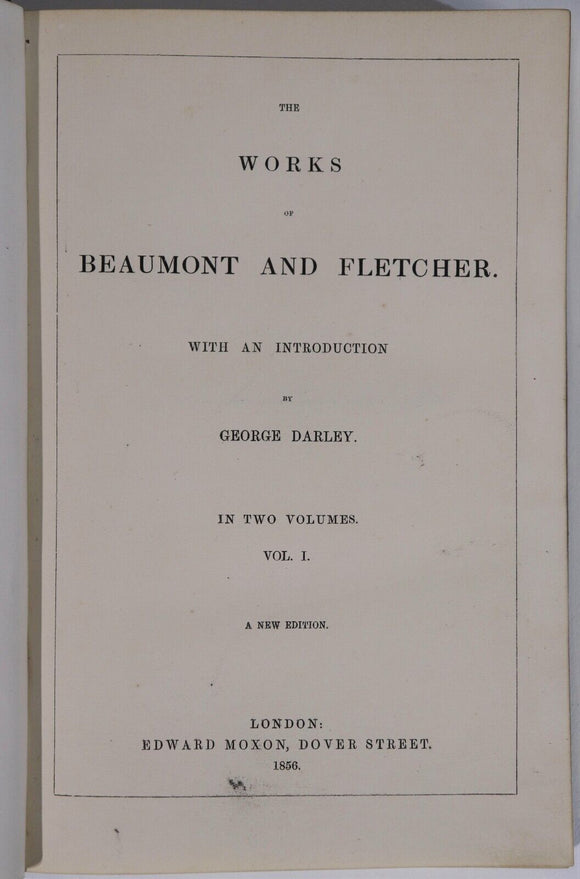 THE
WORKS
OF
BEAUMONT AND FLETCHER.
WITH AN INTRODUCTION
BY
GEORGE DARLEY.
IN TWO VOLUMES.
VOL. I.
A NEW EDITION.
LONDON:
EDWARD MOXON, DOVER STREET.
1856.